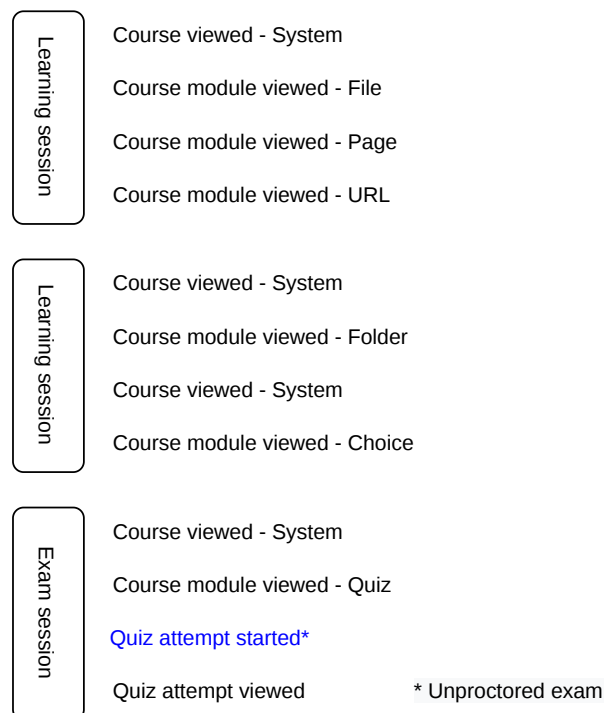 Learning session
Course viewed - System
Course module viewed - File
Course module viewed - Page
Course module viewed - URL
Learning session
Course viewed - System
Course module viewed - Folder
Course viewed - System
Course module viewed - Choice
Exam session
Course viewed - System
Course module viewed - Quiz
Quiz attempt started*
Quiz attempt viewed
* Unproctored exam